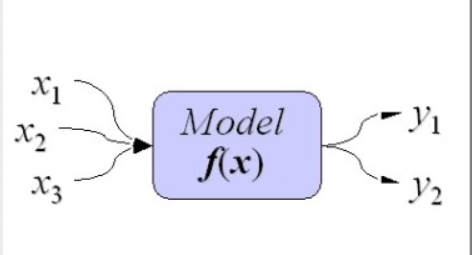 x₁
x₂
x₃
Model
f(x)
y₁
y₂